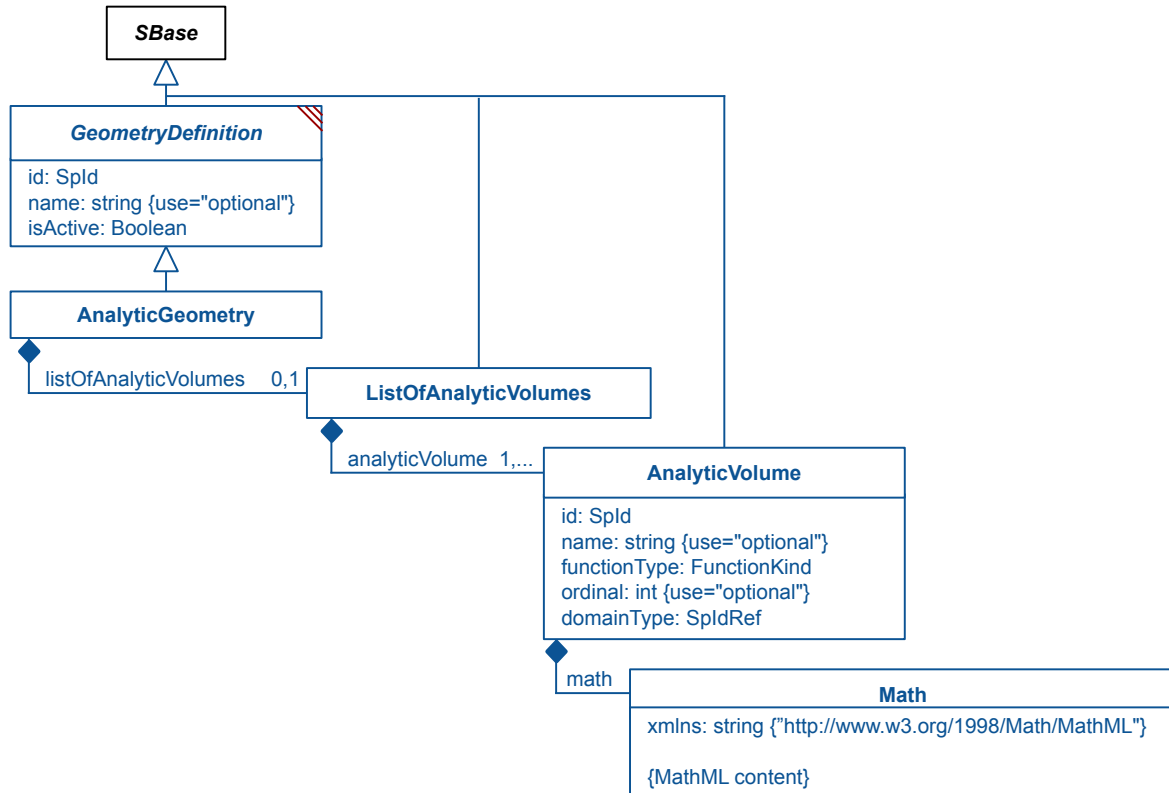 SBase
GeometryDefinition
id: SpId
name: string {use="optional"}
isActive: Boolean
AnalyticGeometry
listOfAnalyticVolumes 0,1
ListOfAnalyticVolumes
analyticVolume 1,...
AnalyticVolume
id: SpId
name: string {use="optional"}
functionType: FunctionKind
ordinal: int {use="optional"}
domainType: SpIdRef
math
Math
xmlns: string {”http://www.w3.org/1998/Math/MathML"}
{MathML content}